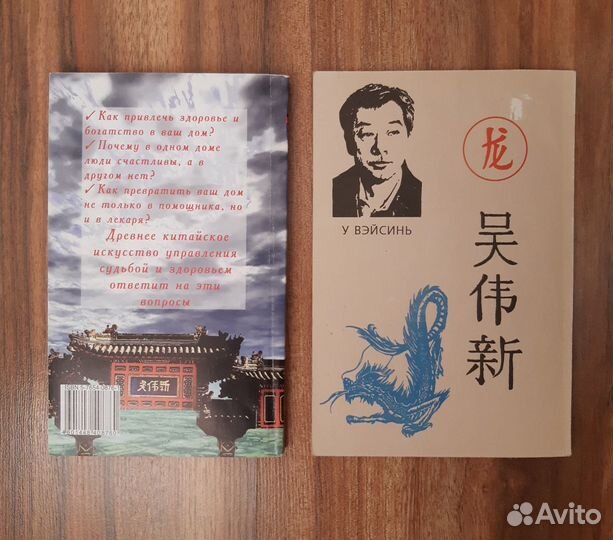 ✓ Как привлечь здоровье и
богатство в ваш дом?
✓ Почему в одном доме
люди счастливы, а в
другом нет?
✓ Как превратить ваш дом
не только в помощника, но
и в лекаря?
Древнее китайское
искусство управления
судьбой и здоровьем
ответит на эти
вопросы
吴伟新
У ВЭЙСИНЬ
龙
吴伟新
Avito